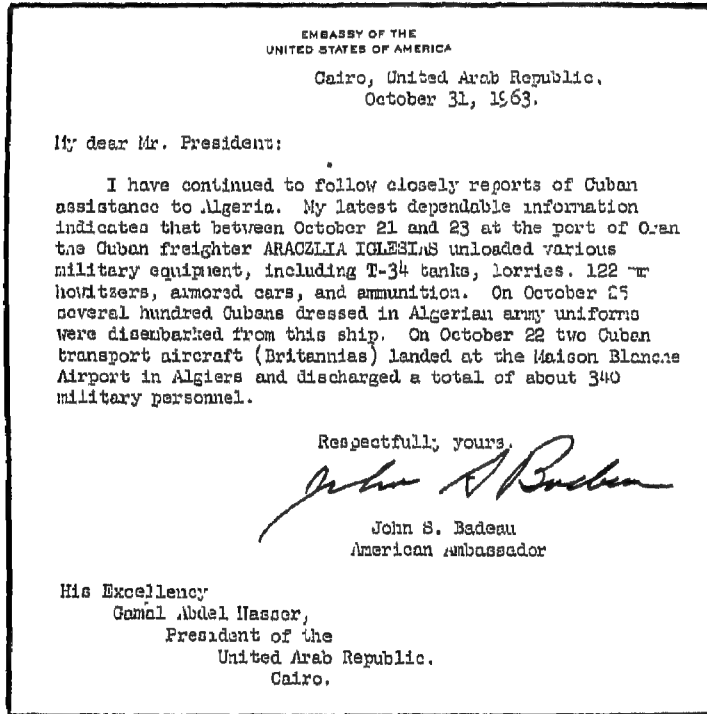 EMBASSY OF THE
UNITED STATES OF AMERICA
Cairo, United Arab Republic.
October 31, 1963.
My dear Mr. President:
I have continued to follow closely reports of Cuban
assistance to Algeria. My latest dependable information
indicates that between October 21 and 23 at the port of Oran
the Cuban freighter ARACZLIA IGLESIAS unloaded various
military equipment, including T-34 tanks, lorries. 122 mm
howitzers, armored cars, and ammunition. On October 25
several hundred Cubans dressed in Algerian army uniforms
were disembarked from this ship. On October 22 two Cuban
transport aircraft (Britannias) landed at the Maison Blanche
Airport in Algiers and discharged a total of about 340
military personnel.
Respectfully yours,
John S Badeau
John S. Badeau
American Ambassador
His Excellency
Gamal Abdel Nasser,
President of the
United Arab Republic.
Cairo.